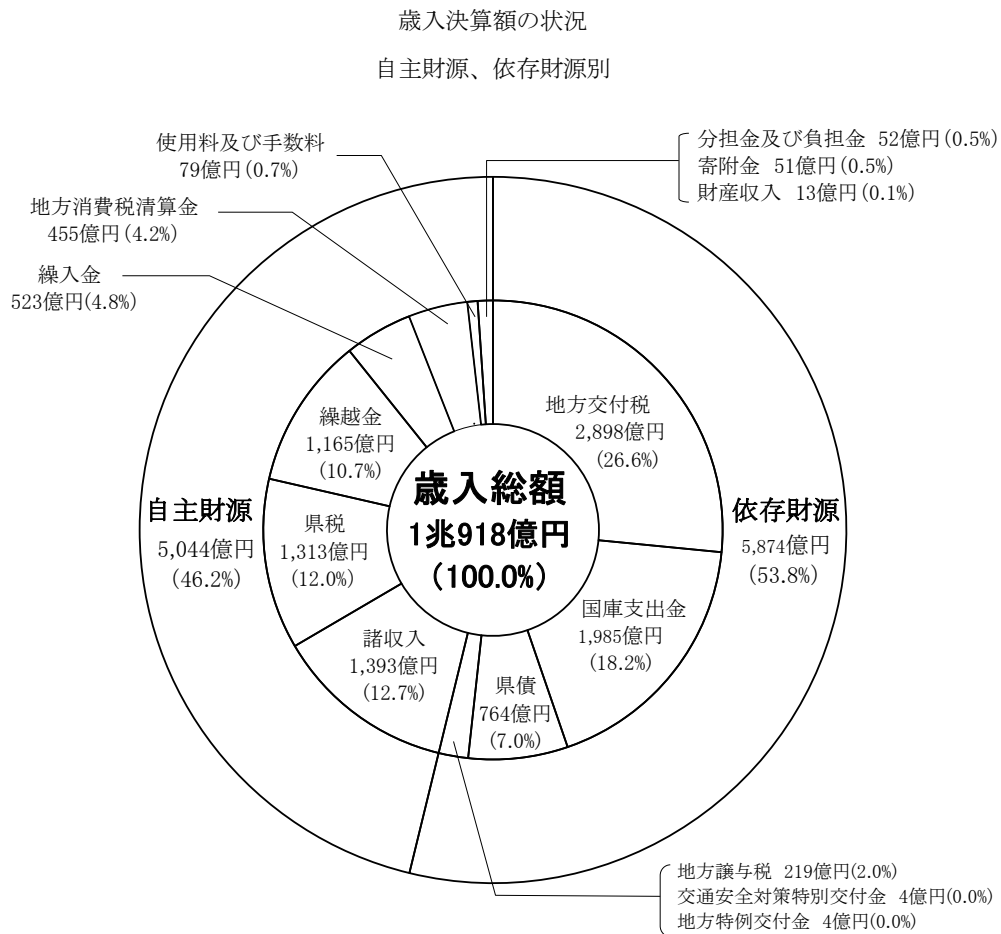 歳入決算額の状況
自主財源、依存財源別
使用料及び手数料
79億円(0.7%)
地方消費税清算金
455億円(4.2%)
繰入金
523億円(4.8%)
分担金及び負担金 52億円(0.5%)
寄附金 51億円(0.5%)
財産収入 13億円(0.1%)
地方交付税
2,898億円
(26.6%)
繰越金
1,165億円
(10.7%)
歳入総額
1兆918億円
(100.0%)
自主財源
5,044億円
(46.2%)
県税
1,313億円
(12.0%)
依存財源
5,874億円
(53.8%)
国庫支出金
1,985億円
(18.2%)
諸収入
1,393億円
(12.7%)
県債
764億円
(7.0%)
地方譲与税 219億円(2.0%)
交通安全対策特別交付金 4億円(0.0%)
地方特例交付金 4億円(0.0%)